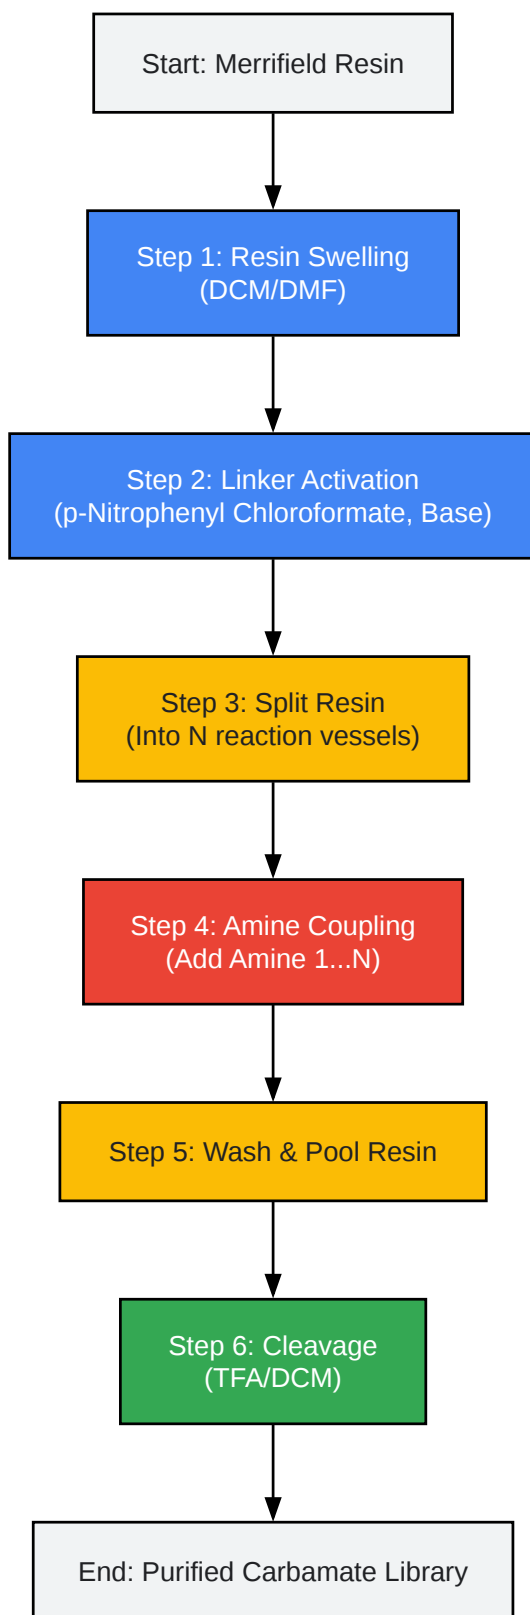 Start: Merrifield Resin
Step 1: Resin Swelling
(DCM/DMF)
Step 2: Linker Activation
(p-Nitrophenyl Chloroformate, Base)
Step 3: Split Resin
(Into N reaction vessels)
Step 4: Amine Coupling
(Add Amine 1...N)
Step 5: Wash & Pool Resin
Step 6: Cleavage
(TFA/DCM)
End: Purified Carbamate Library